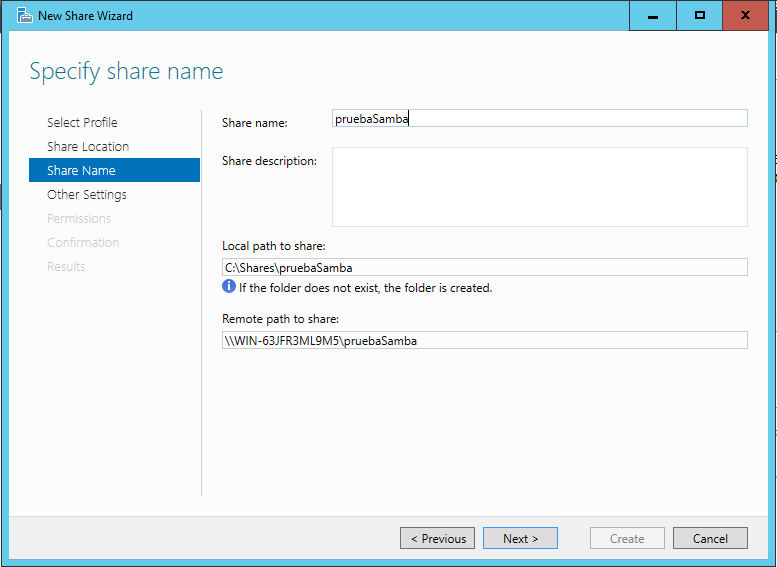 New Share Wizard
Specify share name
Select Profile
Share Location
Share Name
Other Settings
Permissions
Confirmation
Results
Share name:
pruebaSamba
Share description:
Local path to share:
C:\Shares\pruebaSamba
If the folder does not exist, the folder is created.
Remote path to share:
\\WIN-63JFR3ML9M5\pruebaSamba
< Previous
Next >
Create
Cancel